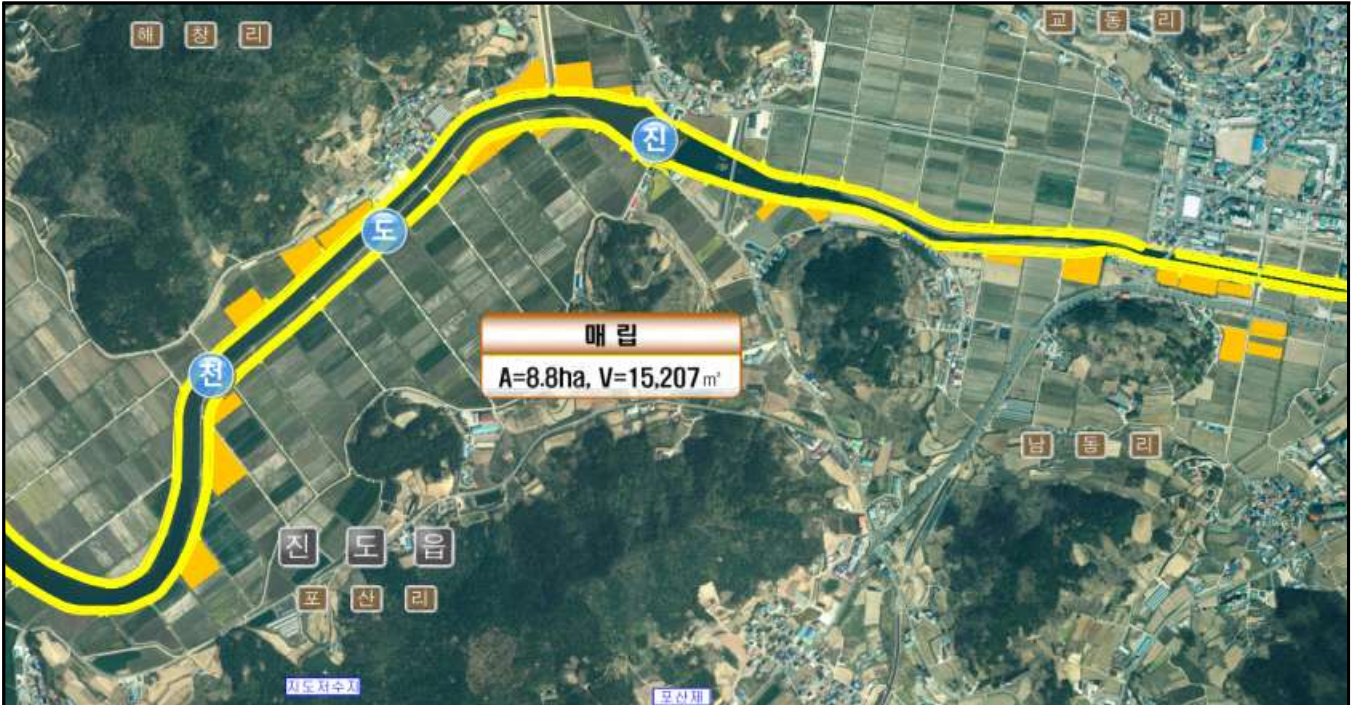 해 창 리
교 동 리
진
도
천
매 립
A=8.8ha, V=15,207㎥
남 동 리
진 도 읍
포 산 리
지도저수지
포산제